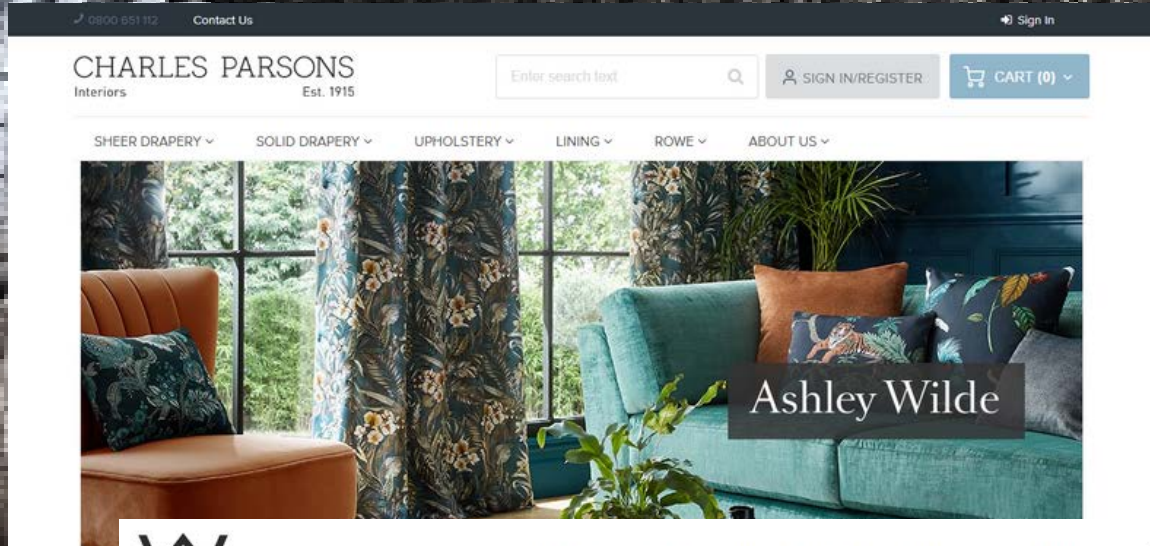 0800 651 112 Contact Us Sign In
CHARLES PARSONS
Interiors Est. 1915
Enter search text
SIGN IN/REGISTER
CART (0)
SHEER DRAPERY SOLID DRAPERY UPHOLSTERY LINING ROWE ABOUT US
Ashley Wilde